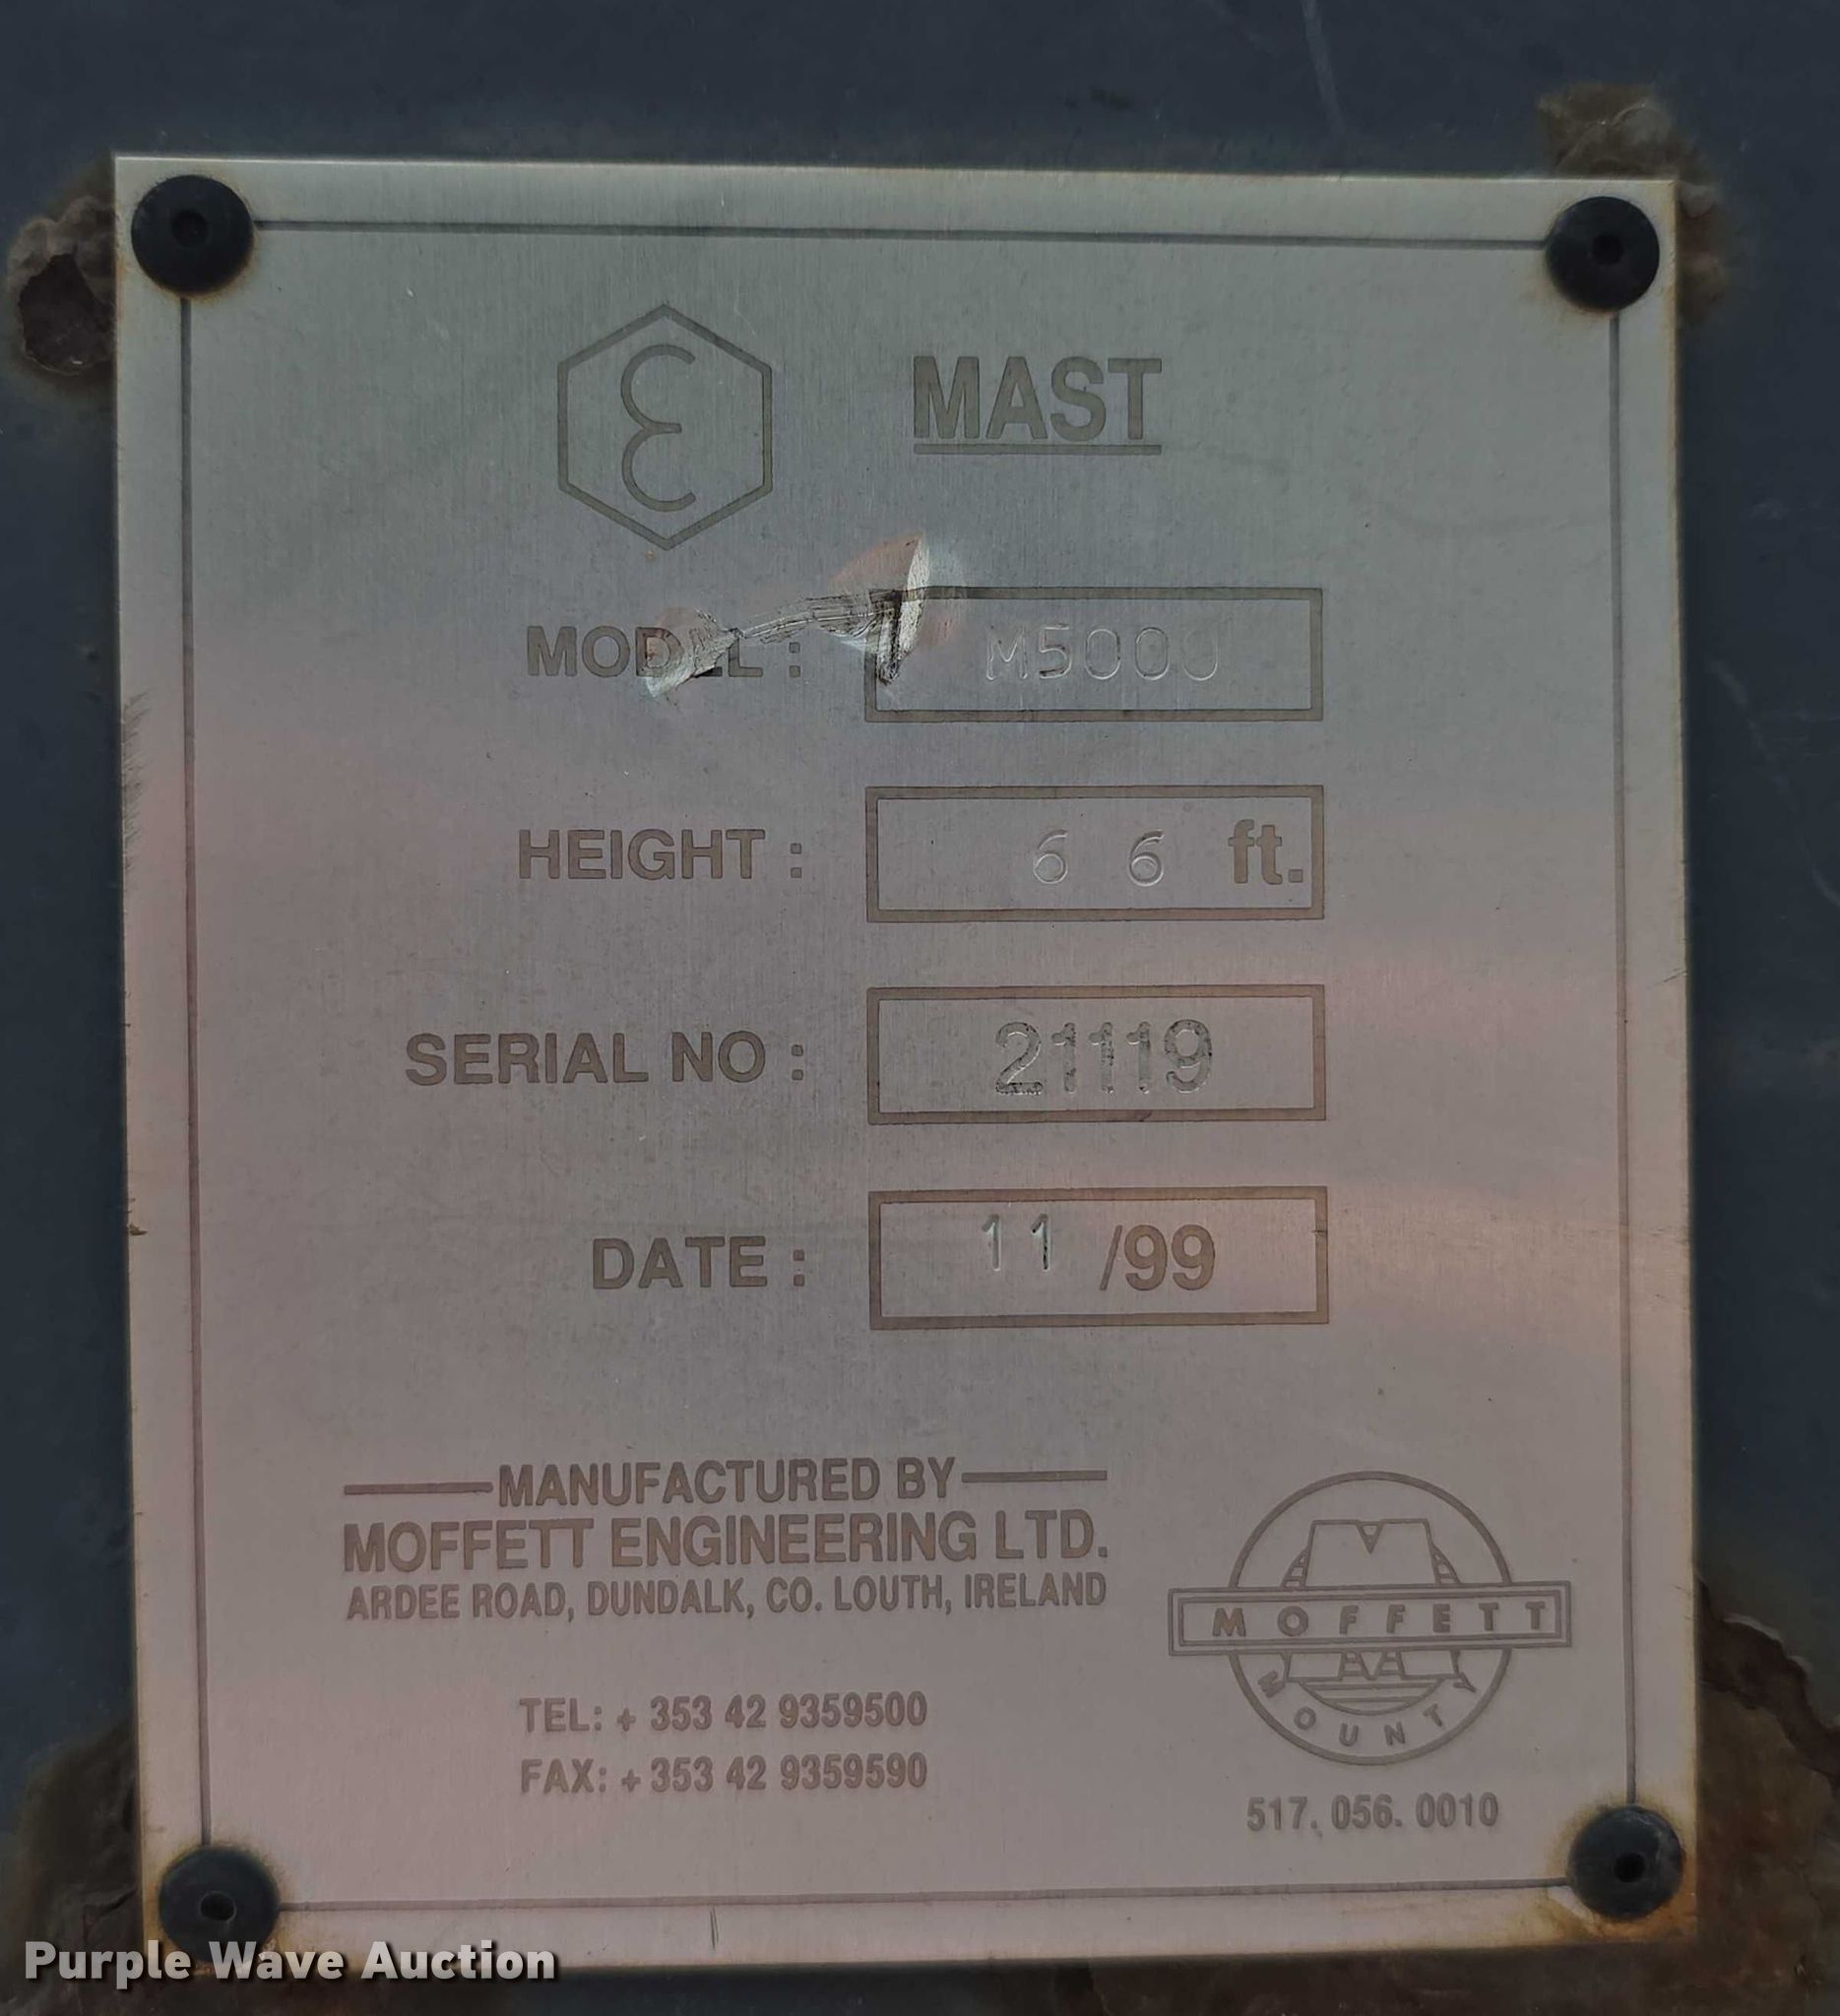 Ɛ MAST
MODEL : M5000
HEIGHT : 6 6 ft.
SERIAL NO : 21119
DATE : 11 /99
MANUFACTURED BY
MOFFETT ENGINEERING LTD.
ARDEE ROAD, DUNDALK, CO. LOUTH, IRELAND
MOFFETT
MOUNTY
TEL: + 353 42 9359500
FAX: + 353 42 9359590
517. 056. 0010
Purple Wave Auction